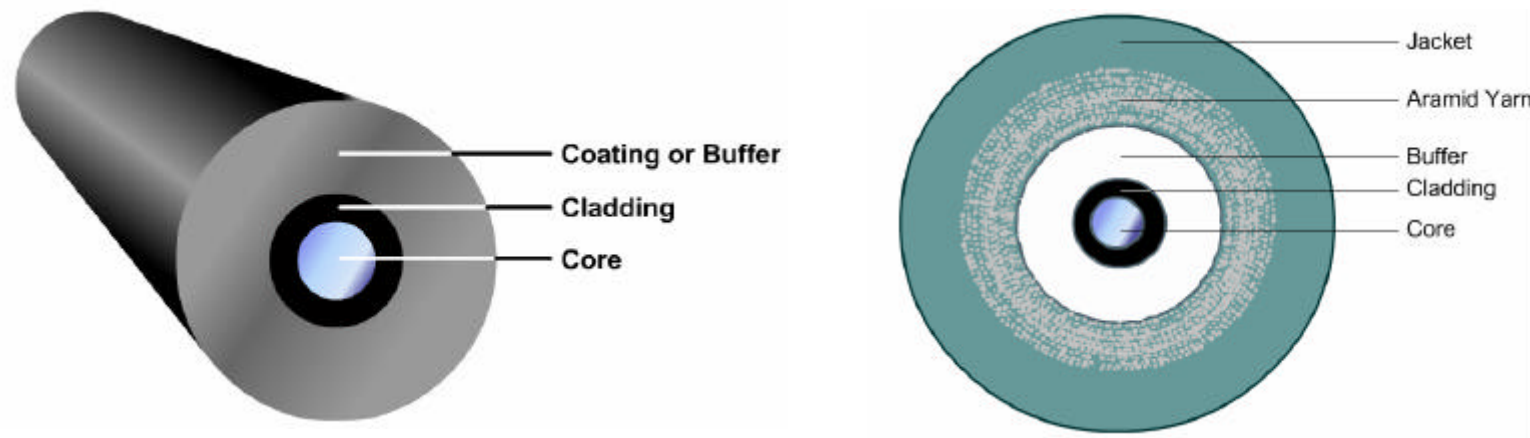 Coating or Buffer
Cladding
Core
Jacket
Aramid Yarn
Buffer
Cladding
Core